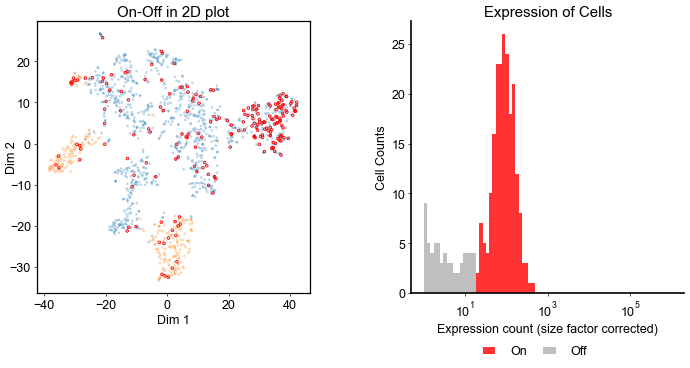 On-Off in 2D plot
20
10
0
−10
−20
−30
Dim 2
−40
−20
0
20
40
Dim 1
Expression of Cells
25
20
15
10
5
0
Cell Counts
10^1
10^3
10^5
Expression count (size factor corrected)
On
Off